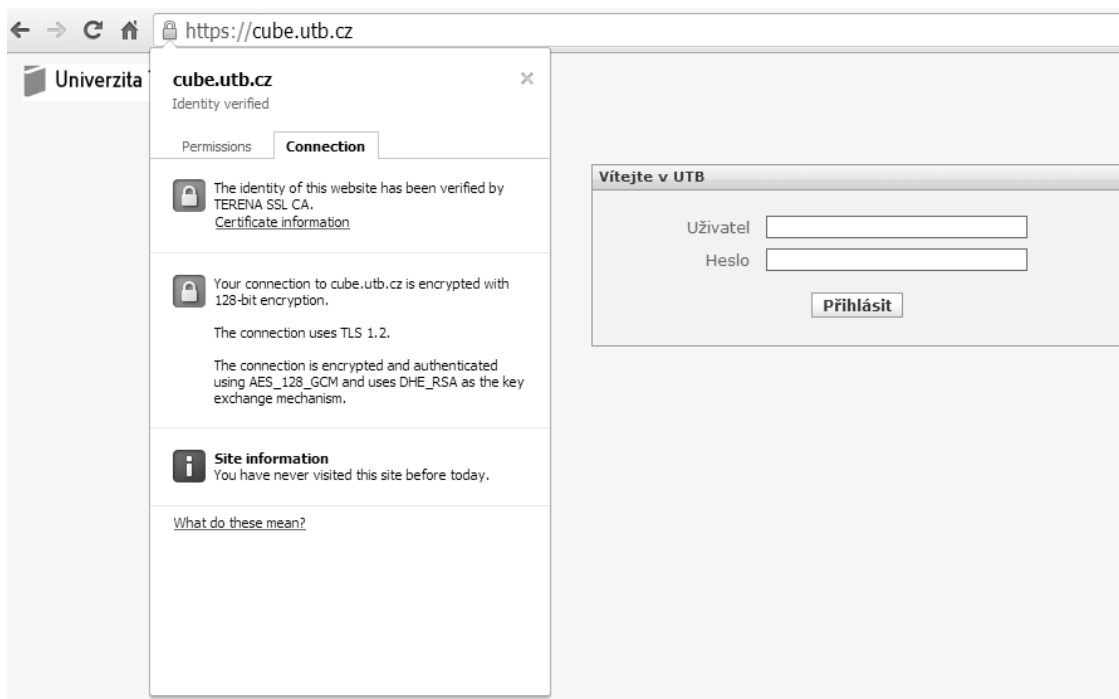 https://cube.utb.cz
Univerzita
cube.utb.cz
Identity verified
Permissions
Connection
The identity of this website has been verified by
TERENA SSL CA.
Certificate information
Your connection to cube.utb.cz is encrypted with
128-bit encryption.
The connection uses TLS 1.2.
The connection is encrypted and authenticated
using AES_128_GCM and uses DHE_RSA as the key
exchange mechanism.
Site information
You have never visited this site before today.
What do these mean?
Vítejte v UTB
Uživatel
Heslo
Přihlásit